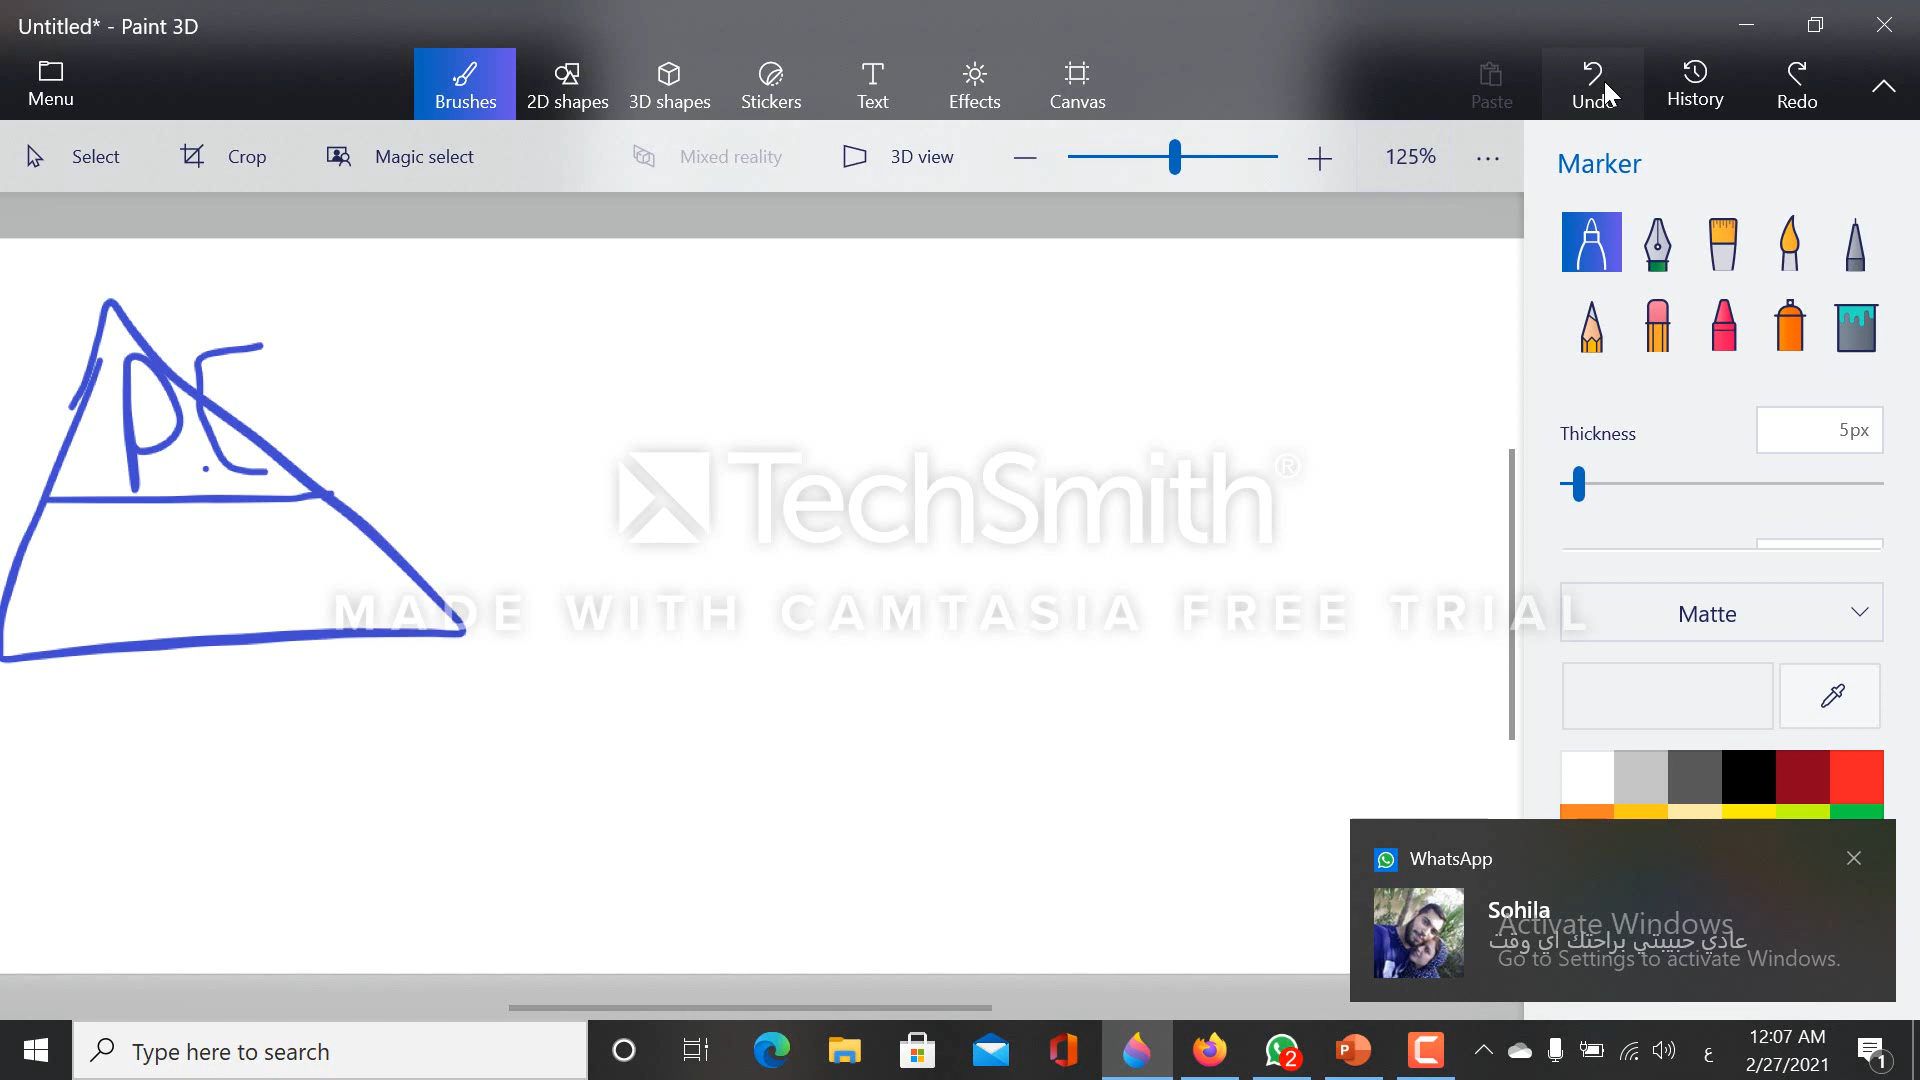 Untitled* - Paint 3D
Menu
Brushes
2D shapes
3D shapes
Stickers
Text
Effects
Canvas
Paste
Undo
History
Redo
Select
Crop
Magic select
Mixed reality
3D view
125%
Marker
PC
Thickness
5px
TechSmith®
MADE WITH CAMTASIA FREE TRIAL
Matte
WhatsApp
Sohila
عادي حبيبتي براحتك اي وقت
Activate Windows
Go to Settings to activate Windows.
Type here to search
2
ع
12:07 AM
2/27/2021
1